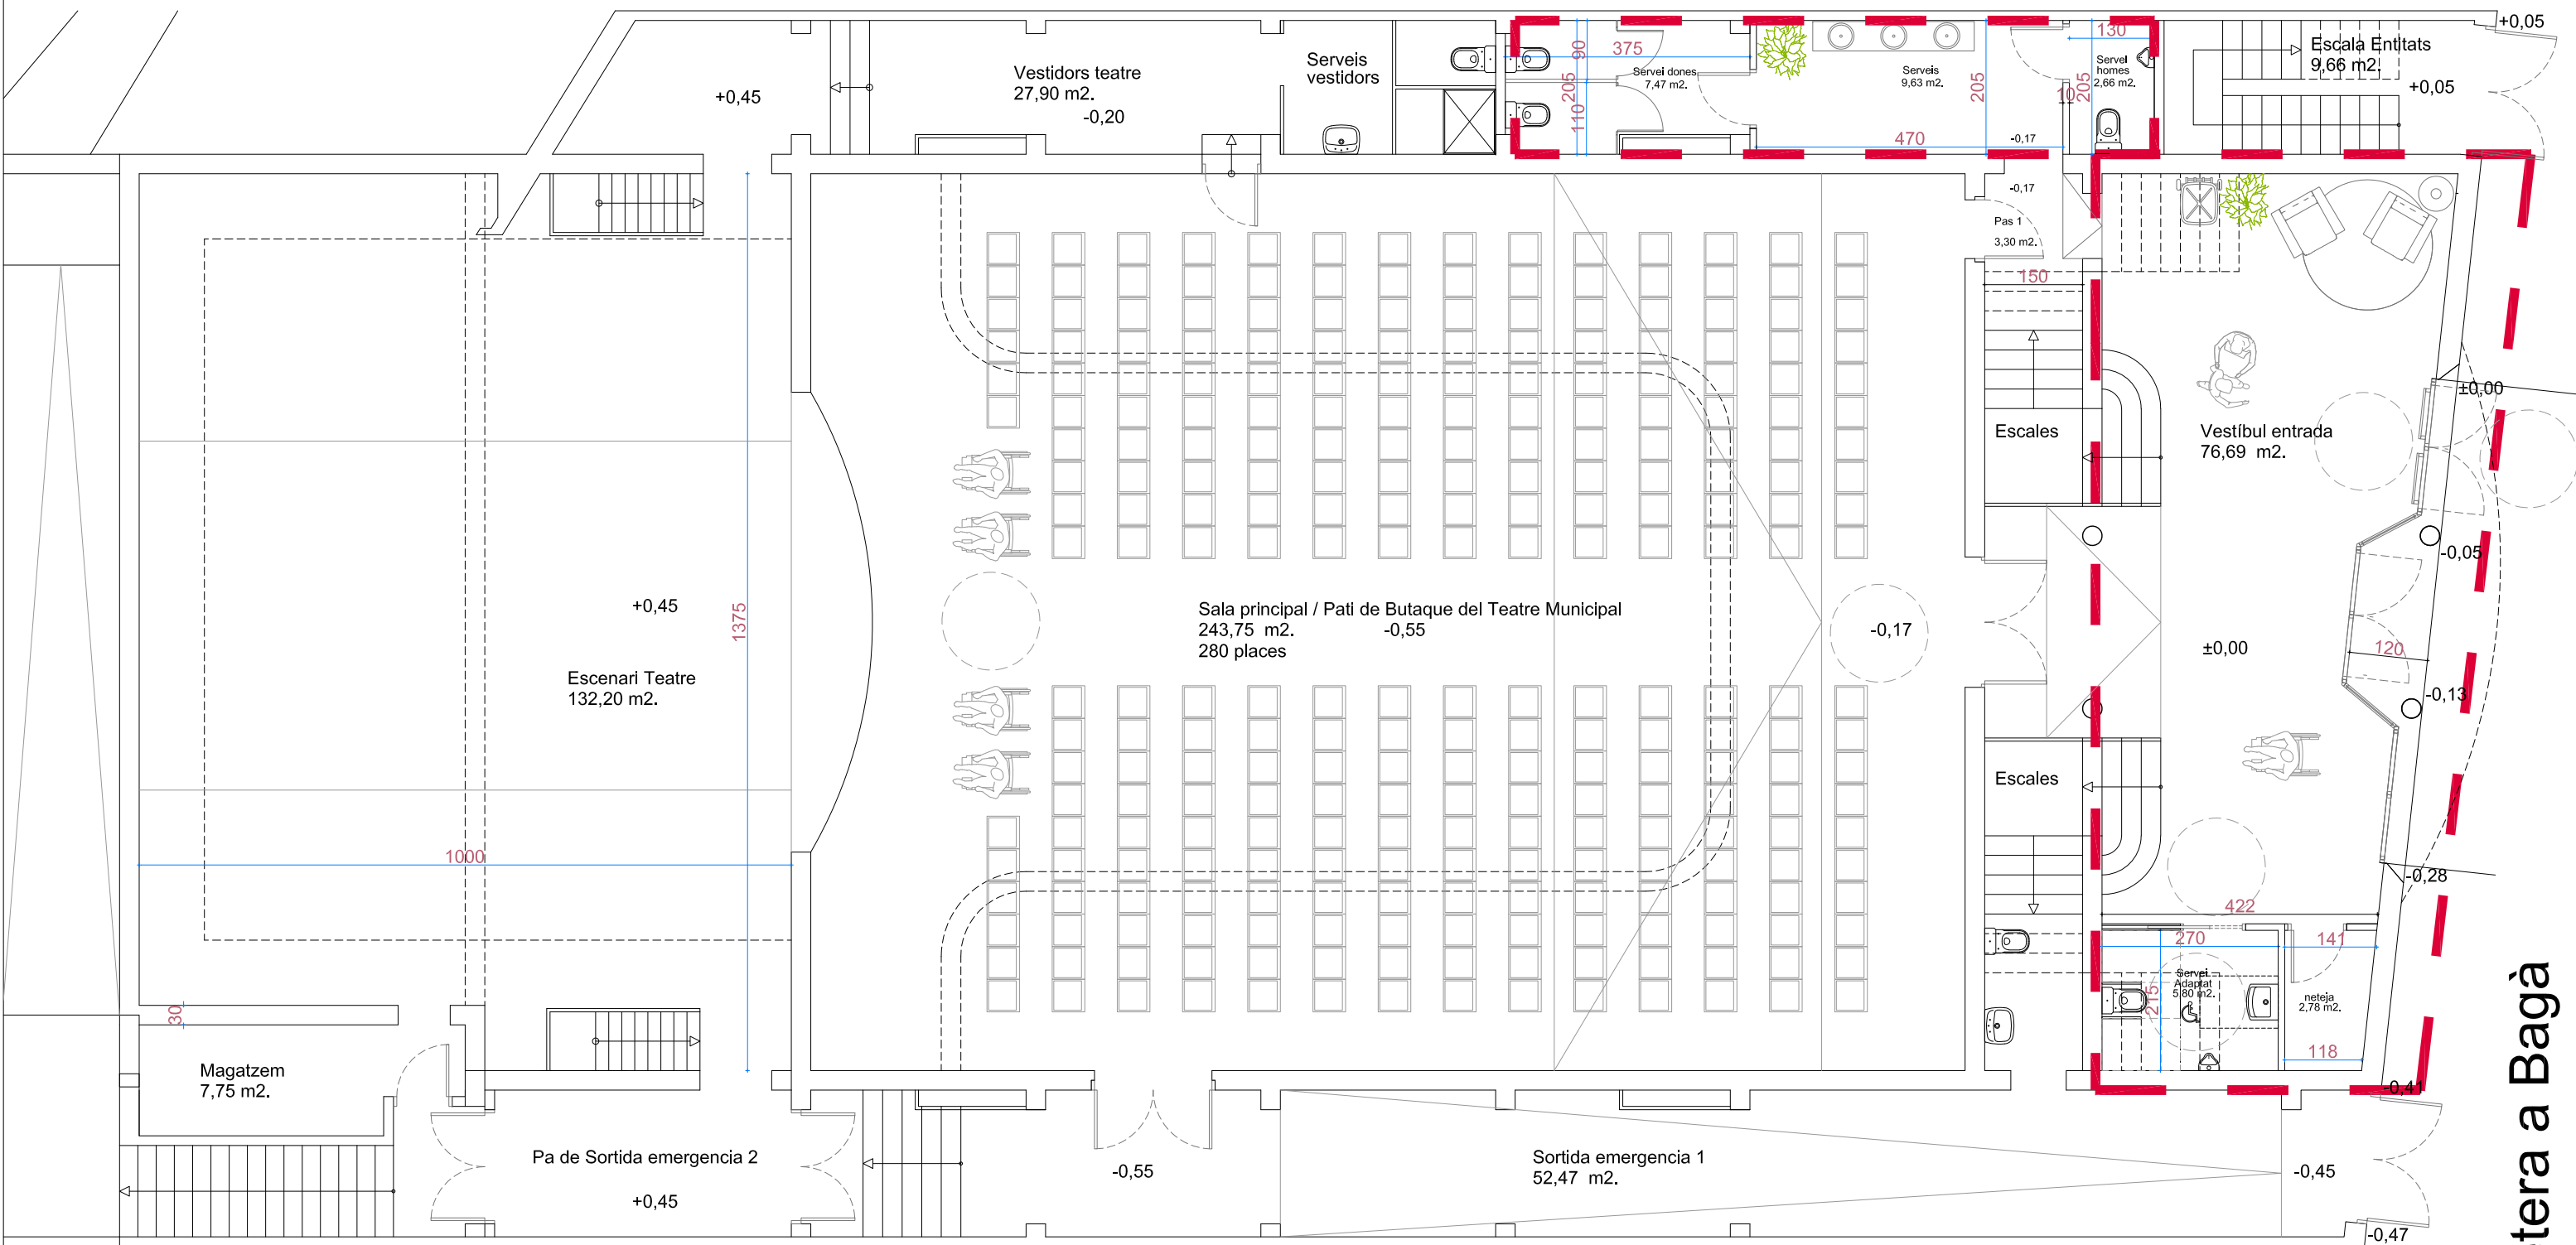 +0,05
Escala Entitats
9,66 m2.
+0,05
130
Servei
homes
2,66 m2.
205
10
205
Serveis
9,63 m2.
470
-0,17
375
Servei dones
7,47 m2.
90
205
110
Serveis
vestidors
Vestidors teatre
27,90 m2.
-0,20
+0,45
-0,17
Pas 1
3,30 m2.
150
Escales
Vestíbul entrada
76,69 m2.
±0,00
-0,05
±0,00
120
-0,13
-0,28
+0,45
1375
Escenari Teatre
132,20 m2.
1000
Sala principal / Pati de Butaque del Teatre Municipal
243,75 m2.
-0,55
280 places
-0,17
Escales
422
270
141
Servei
Adaptat
5,80 m2.
215
neteja
2,78 m2.
118
-0,41
30
Magatzem
7,75 m2.
Pa de Sortida emergencia 2
+0,45
-0,55
Sortida emergencia 1
52,47 m2.
-0,45
-0,47
tera a Bagà